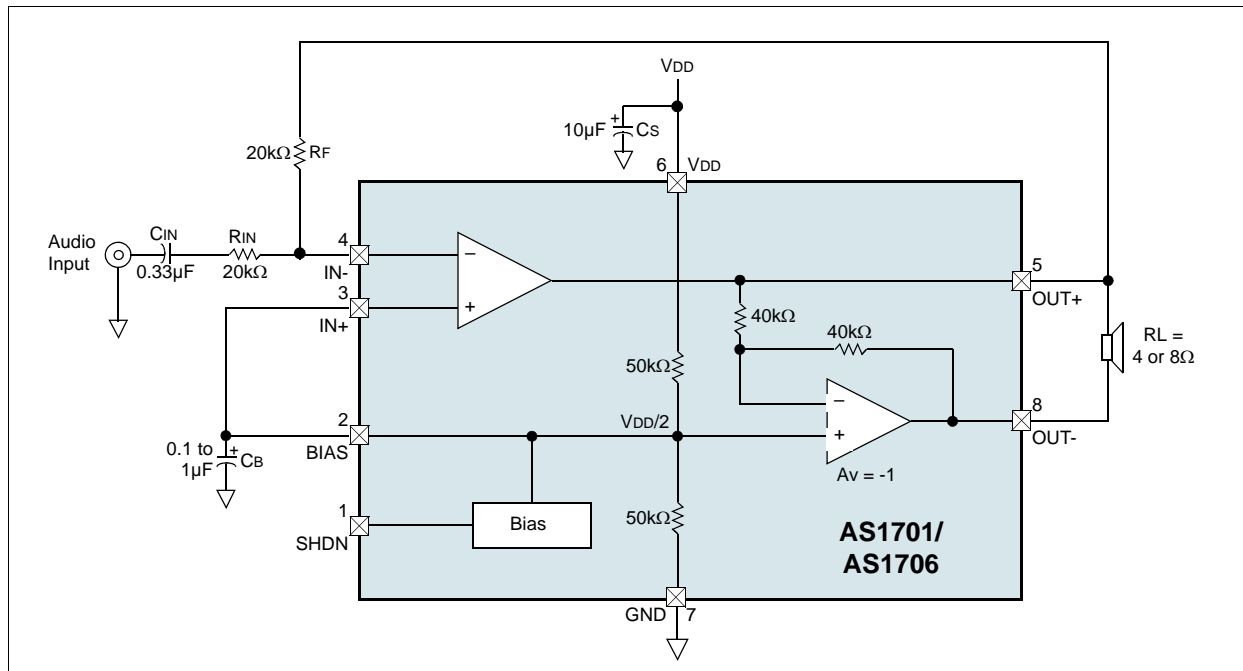 VDD
10µF
+
CS
20kΩ
RF
6
VDD
Audio
Input
CIN
0.33µF
RIN
20kΩ
4
IN-
3
IN+
−
+
5
OUT+
40kΩ
40kΩ
RL =
4 or 8Ω
50kΩ
2
BIAS
VDD/2
−
+
8
OUT-
0.1 to
1µF
+
CB
Av = -1
1
SHDN
Bias
50kΩ
AS1701/
AS1706
GND
7